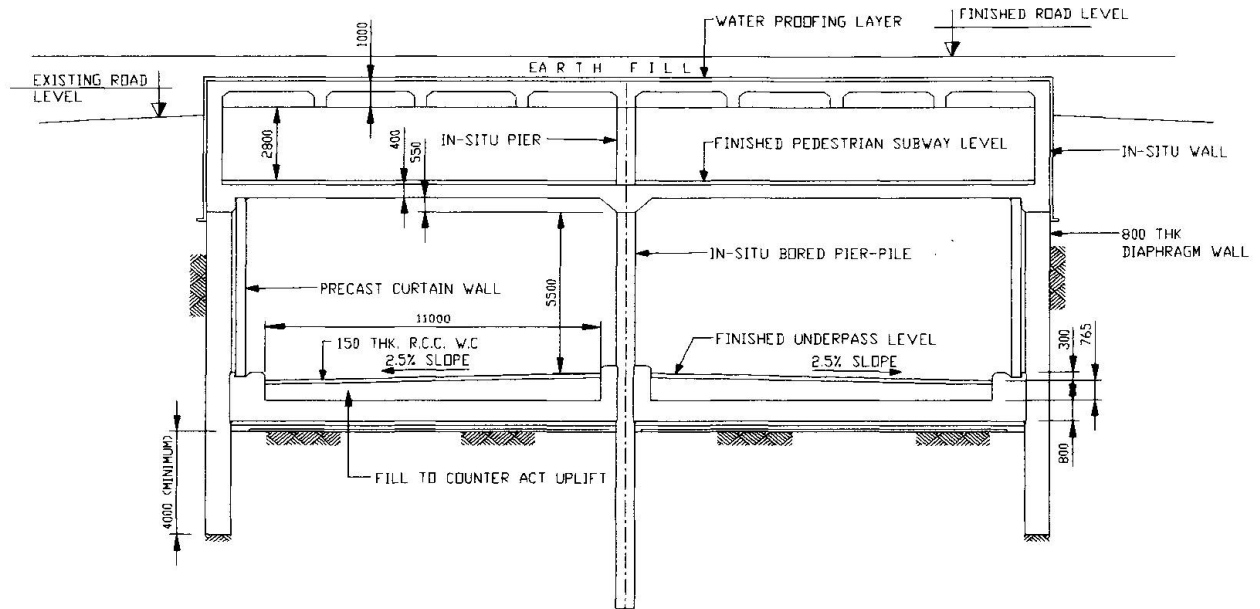 WATER PROOFING LAYER
FINISHED ROAD LEVEL
1000
EARTH FILL
EXISTING ROAD
LEVEL
2800
400
550
IN-SITU PIER
FINISHED PEDESTRIAN SUBWAY LEVEL
IN-SITU WALL
800 THK
DIAPHRAGM WALL
IN-SITU BORED PIER-PILE
PRECAST CURTAIN WALL
5500
11000
150 THK. R.C.C. W.C
2.5% SLOPE
FINISHED UNDERPASS LEVEL
2.5% SLOPE
300
765
800
4000 (MINIMUM)
FILL TO COUNTER ACT UPLIFT